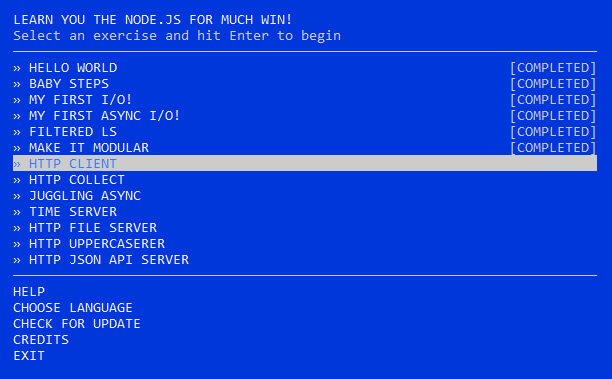 LEARN YOU THE NODE.JS FOR MUCH WIN!
Select an exercise and hit Enter to begin
» HELLO WORLD [COMPLETED]
» BABY STEPS [COMPLETED]
» MY FIRST I/O! [COMPLETED]
» MY FIRST ASYNC I/O! [COMPLETED]
» FILTERED LS [COMPLETED]
» MAKE IT MODULAR [COMPLETED]
» HTTP CLIENT
» HTTP COLLECT
» JUGGLING ASYNC
» TIME SERVER
» HTTP FILE SERVER
» HTTP UPPERCASERER
» HTTP JSON API SERVER
HELP
CHOOSE LANGUAGE
CHECK FOR UPDATE
CREDITS
EXIT